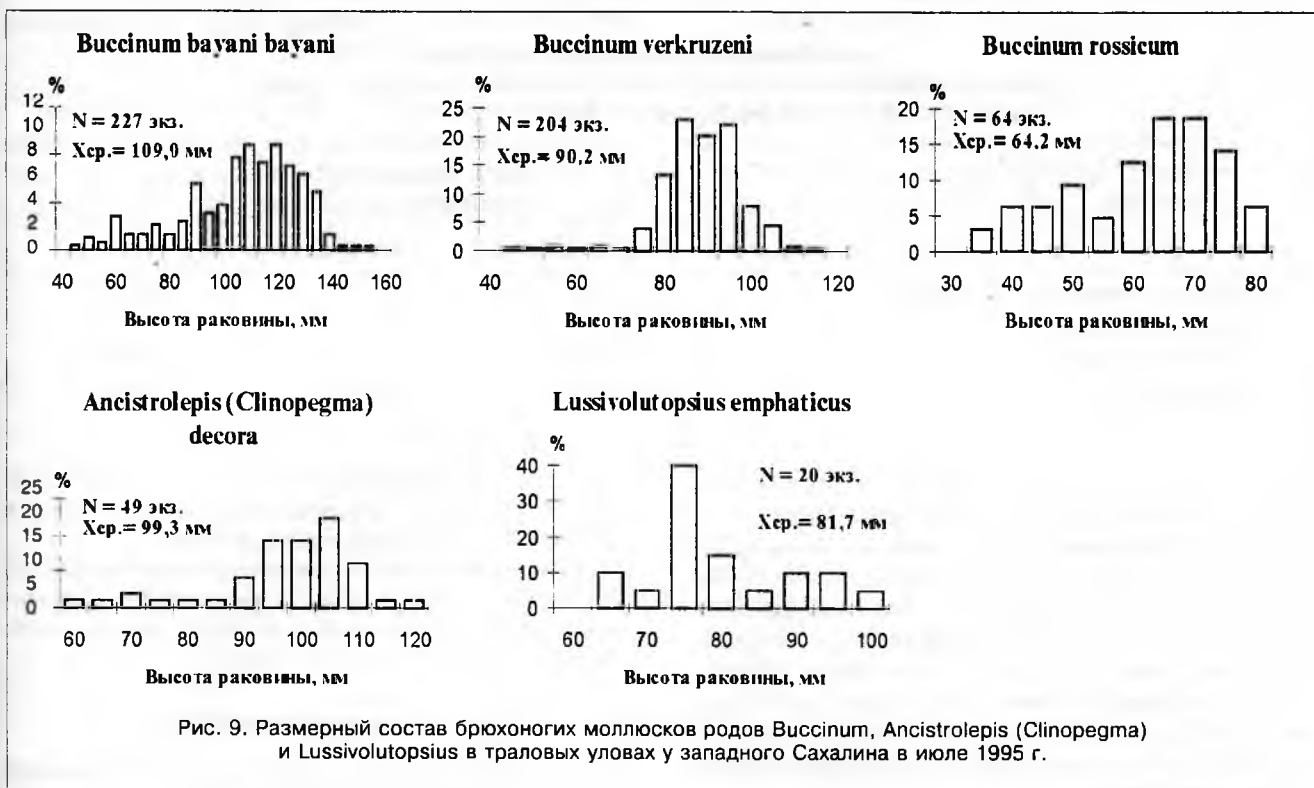 Buccinum bayani bayani
%
12
10
8
6
4
2
0
N = 227 экз.
Xср.= 109,0 мм
40 60 80 100 120 140 160
Высота раковины, мм
Buccinum verkruzeni
%
25
20
15
10
5
0
N = 204 экз.
Xср.= 90,2 мм
40 60 80 100 120
Высота раковины, мм
Buccinum rossicum
%
20
15
10
5
0
N = 64 экз.
Xср.= 64.2 мм
30 40 50 60 70 80
Высота раковины, мм
Ancistrolepis (Clinopegma)
decora
%
25
20
15
10
5
0
N = 49 экз.
Xср.= 99,3 мм
60 70 80 90 100 110 120
Высота раковины, мм
Lussivolutopsius emphaticus
%
40
30
20
10
0
N = 20 экз.
Xср.= 81,7 мм
60 70 80 90 100
Высота раковины, мм
Рис. 9. Размерный состав брюхоногих моллюсков родов Buccinum, Ancistrolepis (Clinopegma)
и Lussivolutopsius в траловых уловах у западного Сахалина в июле 1995 г.